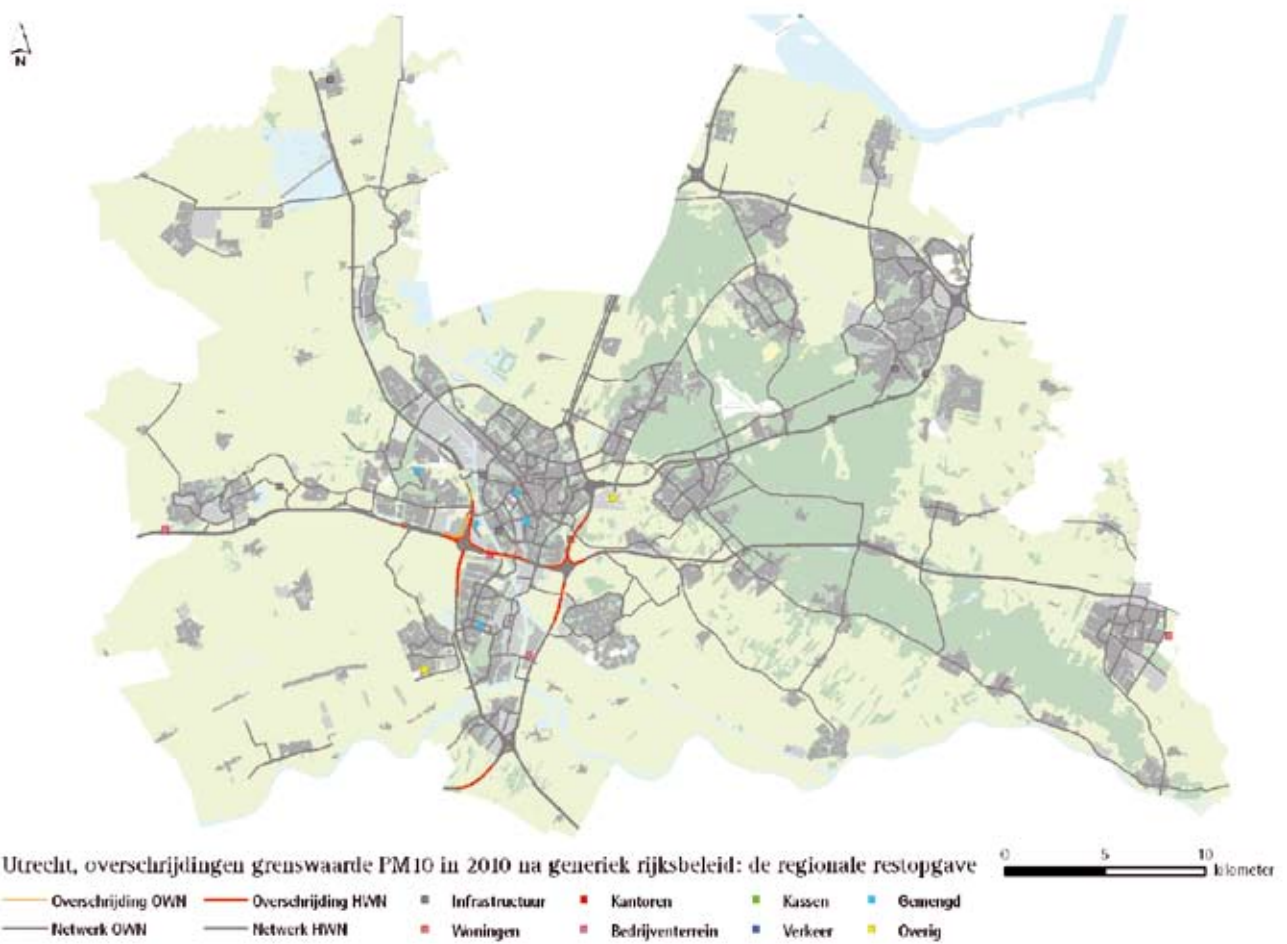 N
Utrecht, overschrijdingen grenswaarde PM10 in 2010 na generiek rijksbeleid: de regionale restopgave
0 5 10 kilometer
Overschrijding OWN Overschrijding HWN Infrastructuur Kantoren Kassen Gemengd
Netwerk OWN Netwerk HWN Woningen Bedrijventerrein Verkeer Overig